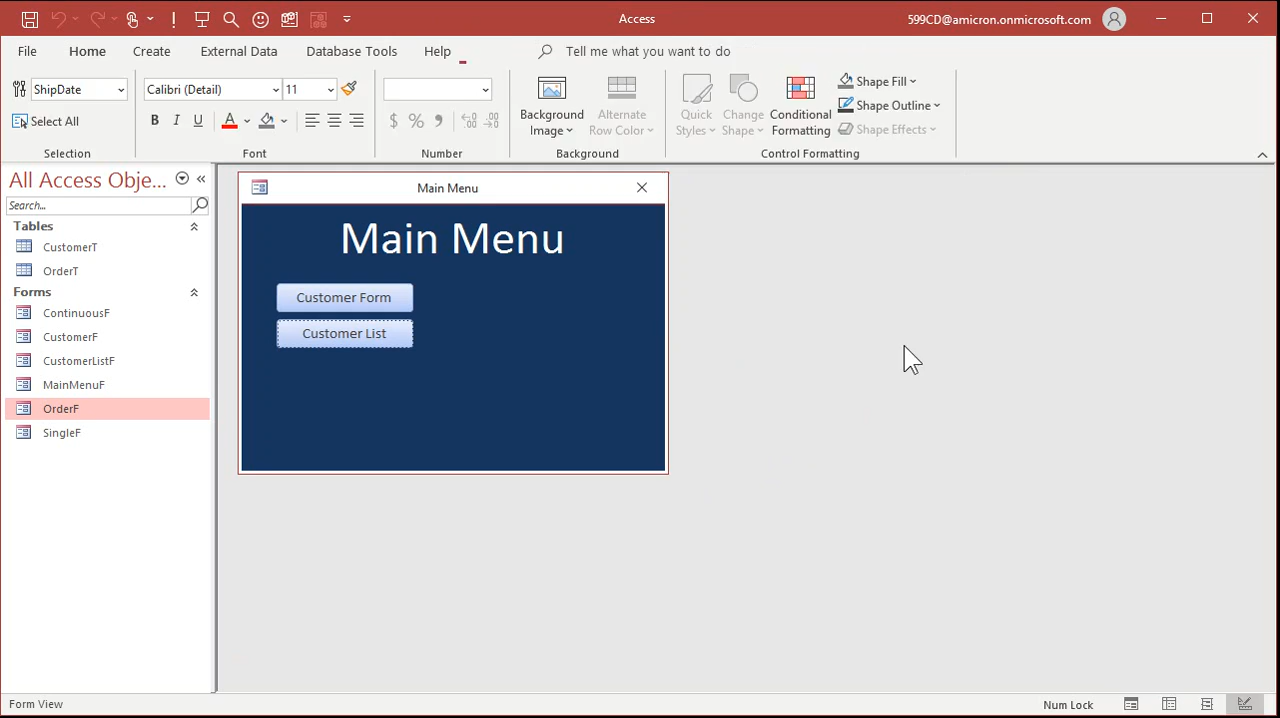 Access
599CD@amicron.onmicrosoft.com
File Home Create External Data Database Tools Help Tell me what you want to do
ShipDate
Select All
Selection
Calibri (Detail) 11
B I U A
Font
$ % 9
Number
Background Image
Alternate Row Color
Background
Quick Styles
Change Shape
Conditional Formatting
Shape Fill
Shape Outline
Shape Effects
Control Formatting
All Access Obje...
Search...
Tables
CustomerT
OrderT
Forms
ContinuousF
CustomerF
CustomerListF
MainMenuF
OrderF
SingleF
Main Menu
Main Menu
Customer Form
Customer List
Form View
Num Lock